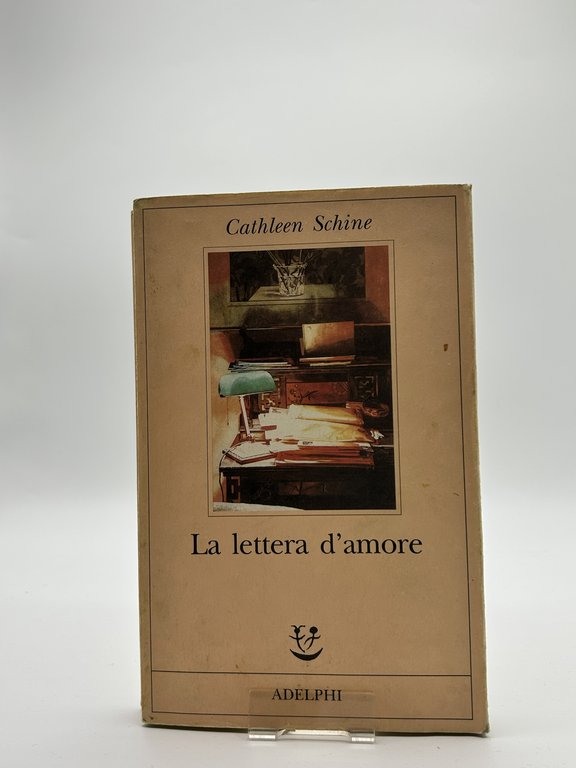 Cathleen Schine
La lettera d'amore
ADELPHI